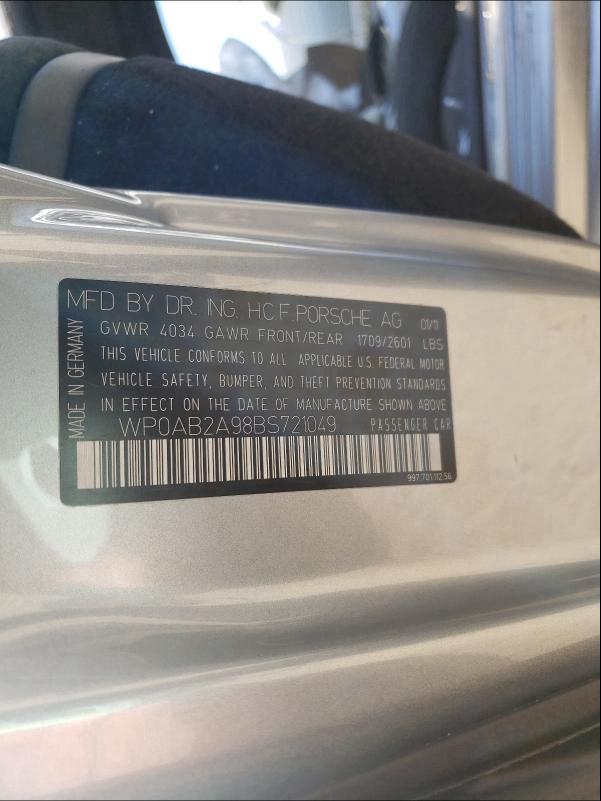 MFD BY DR. ING. H.C.F. PORSCHE AG 01/11
GVWR 4034 GAWR FRONT/REAR 1709/2601 LBS
THIS VEHICLE CONFORMS TO ALL APPLICABLE U.S. FEDERAL MOTOR
VEHICLE SAFETY, BUMPER, AND THEFT PREVENTION STANDARDS
IN EFFECT ON THE DATE OF MANUFACTURE SHOWN ABOVE
WP0AB2A98BS721049 PASSENGER CAR
997.701.112.56
MADE IN GERMANY